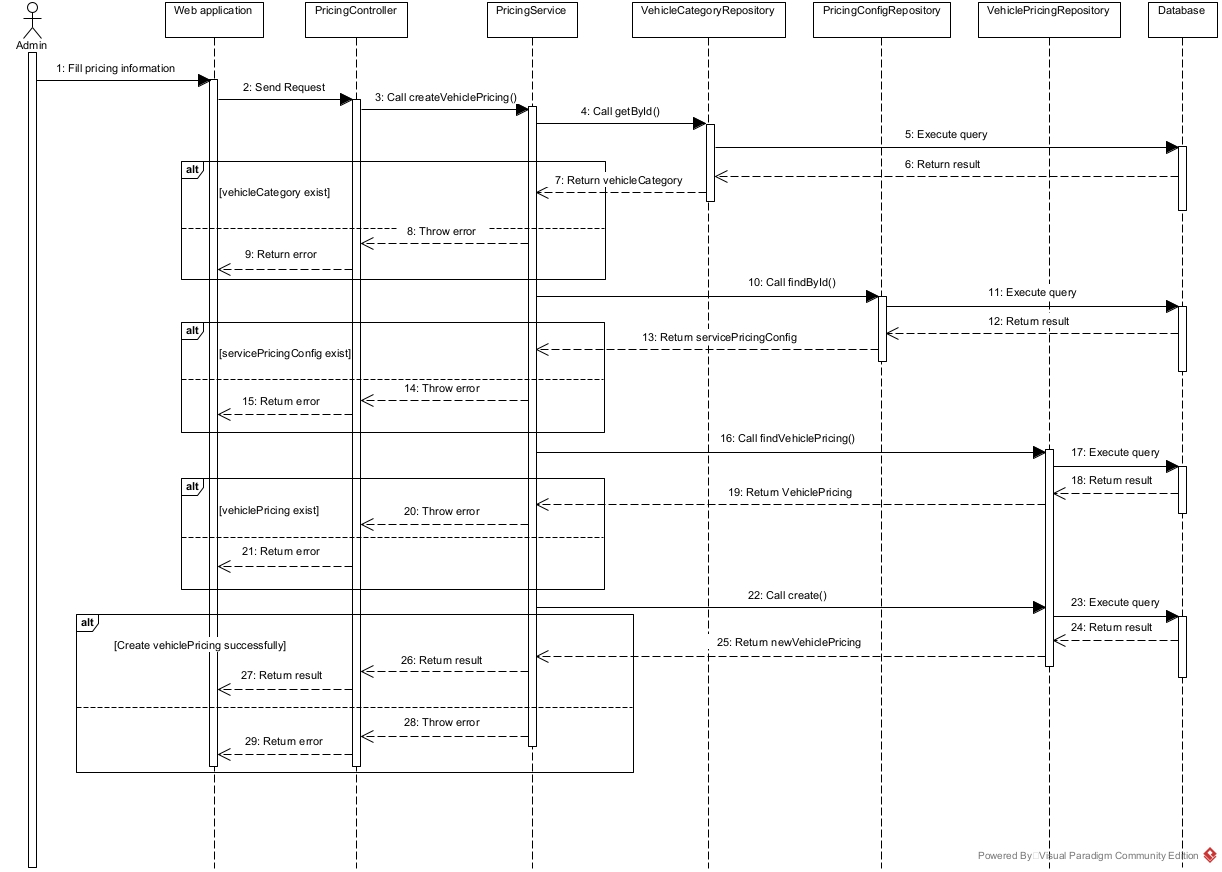 Admin
Web application
PricingController
PricingService
VehicleCategoryRepository
PricingConfigRepository
VehiclePricingRepository
Database
1: Fill pricing information
2: Send Request
3: Call createVehiclePricing()
4: Call getById()
5: Execute query
6: Return result
alt
7: Return vehicleCategory
[vehicleCategory exist]
8: Throw error
9: Return error
10: Call findById()
11: Execute query
12: Return result
alt
13: Return servicePricingConfig
[servicePricingConfig exist]
14: Throw error
15: Return error
16: Call findVehiclePricing()
17: Execute query
18: Return result
alt
19: Return VehiclePricing
[vehiclePricing exist]
20: Throw error
21: Return error
22: Call create()
23: Execute query
alt
24: Return result
[Create vehiclePricing successfully]
25: Return newVehiclePricing
26: Return result
27: Return result
28: Throw error
29: Return error
Powered By Visual Paradigm Community Edition